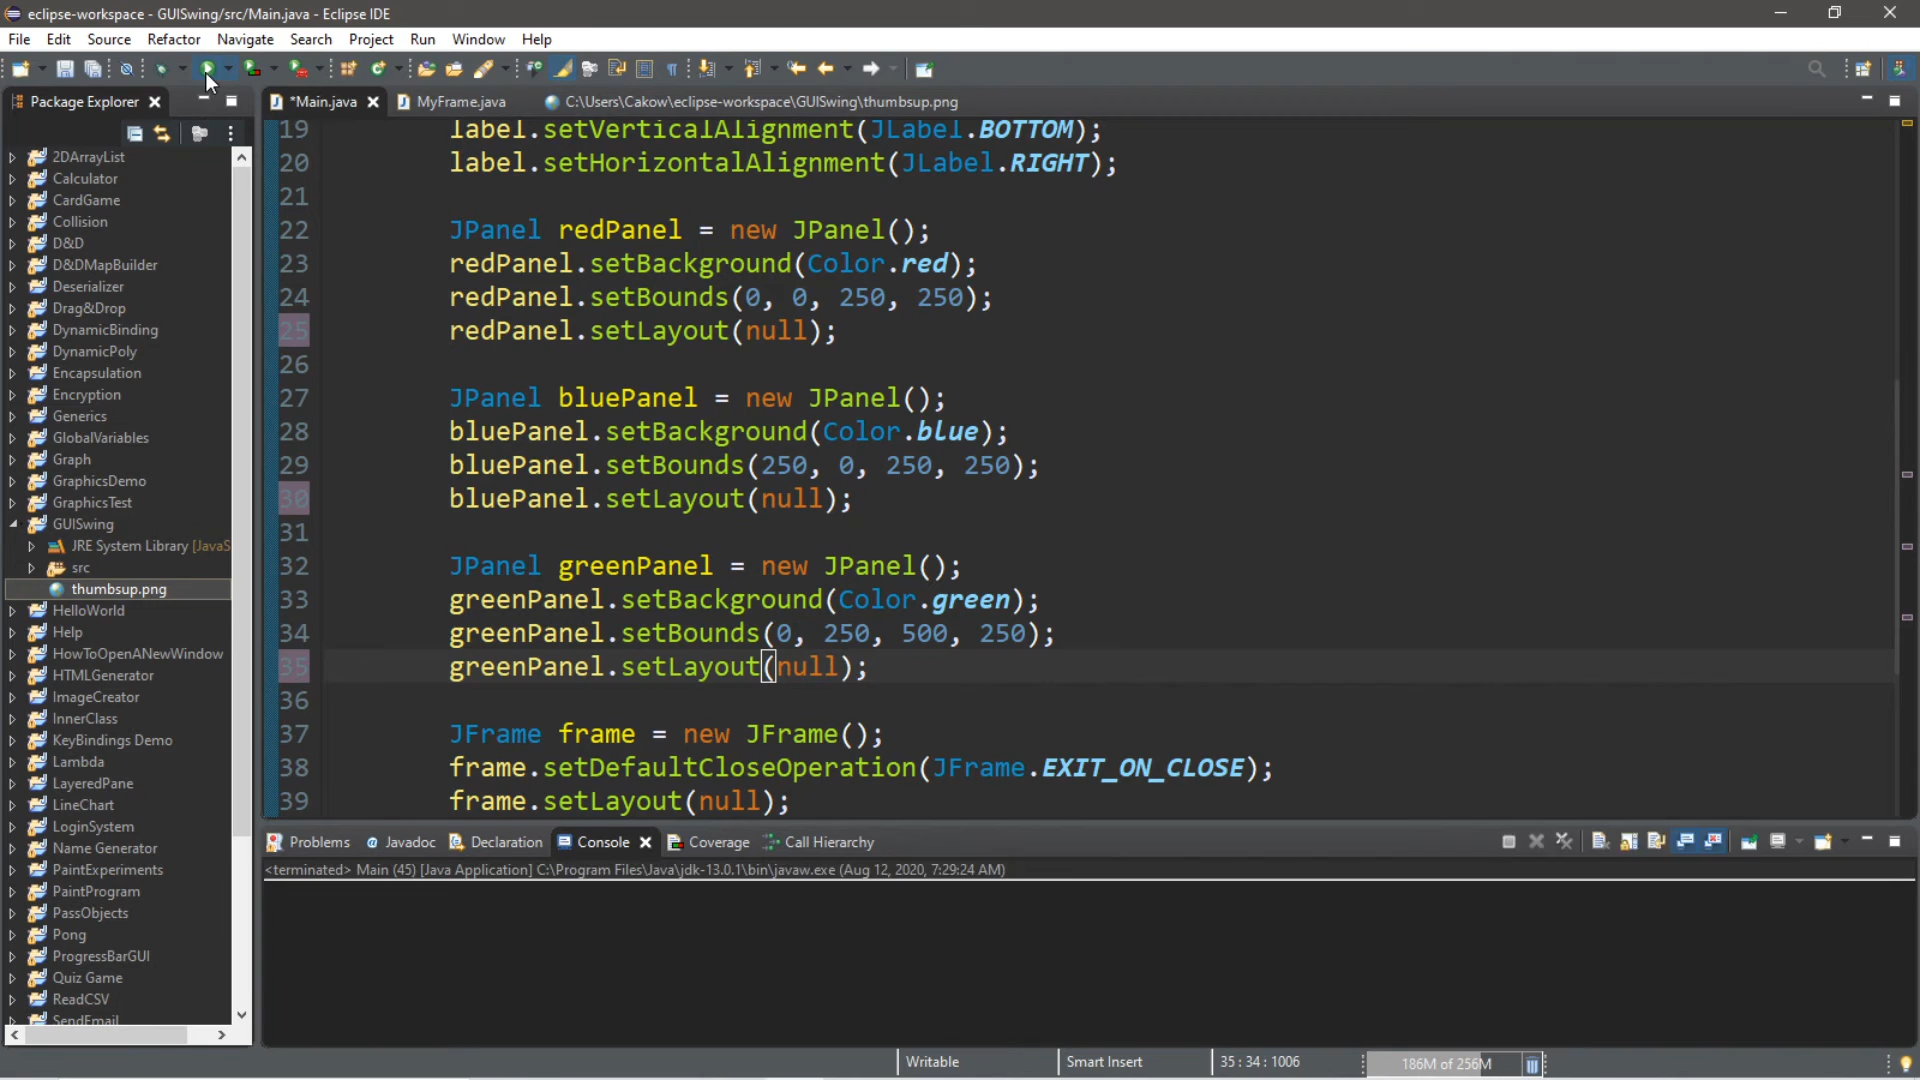 eclipse-workspace - GUISwing/src/Main.java - Eclipse IDE
File Edit Source Refactor Navigate Search Project Run Window Help
Package Explorer
2DArrayList
Calculator
CardGame
Collision
D&D
D&DMapBuilder
Deserializer
Drag&Drop
DynamicBinding
DynamicPoly
Encapsulation
Encryption
Generics
GlobalVariables
Graph
GraphicsDemo
GraphicsTest
GUISwing
JRE System Library [JavaS
src
thumbsup.png
HelloWorld
Help
HowToOpenANewWindow
HTMLGenerator
ImageCreator
InnerClass
KeyBindings Demo
Lambda
LayeredPane
LineChart
LoginSystem
Name Generator
PaintExperiments
PaintProgram
PassObjects
Pong
ProgressBarGUI
Quiz Game
ReadCSV
SendEmail
*Main.java MyFrame.java C:\Users\Cakow\eclipse-workspace\GUISwing\thumbsup.png
19 label.setVerticalAlignment(JLabel.BOTTOM);
20 label.setHorizontalAlignment(JLabel.RIGHT);
21
22 JPanel redPanel = new JPanel();
23 redPanel.setBackground(Color.red);
24 redPanel.setBounds(0, 0, 250, 250);
25 redPanel.setLayout(null);
26
27 JPanel bluePanel = new JPanel();
28 bluePanel.setBackground(Color.blue);
29 bluePanel.setBounds(250, 0, 250, 250);
30 bluePanel.setLayout(null);
31
32 JPanel greenPanel = new JPanel();
33 greenPanel.setBackground(Color.green);
34 greenPanel.setBounds(0, 250, 500, 250);
35 greenPanel.setLayout(null);
36
37 JFrame frame = new JFrame();
38 frame.setDefaultCloseOperation(JFrame.EXIT_ON_CLOSE);
39 frame.setLayout(null);
Problems @ Javadoc Declaration Console Coverage Call Hierarchy
<terminated> Main (45) [Java Application] C:\Program Files\Java\jdk-13.0.1\bin\javaw.exe (Aug 12, 2020, 7:29:24 AM)
Writable Smart Insert 35 : 34 : 1006 186M of 256M